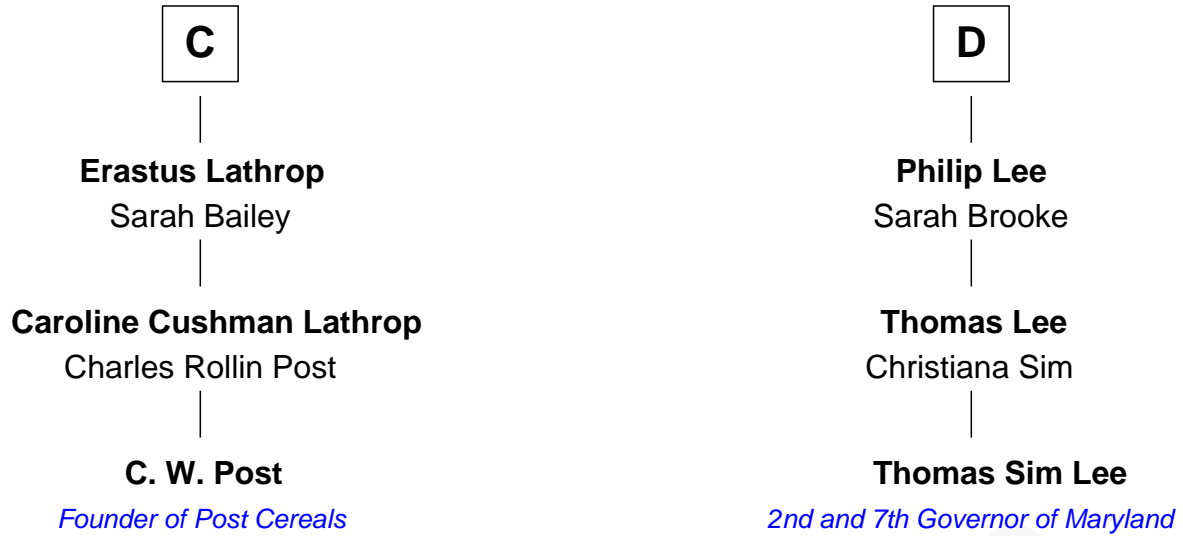 C
Erastus Lathrop
Sarah Bailey
Caroline Cushman Lathrop
Charles Rollin Post
C. W. Post
Founder of Post Cereals
D
Philip Lee
Sarah Brooke
Thomas Lee
Christiana Sim
Thomas Sim Lee
2nd and 7th Governor of Maryland